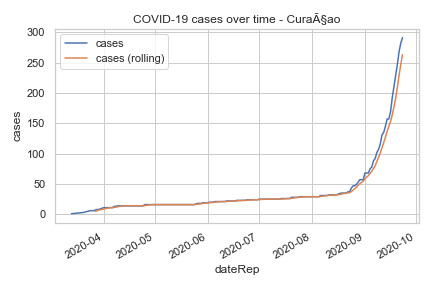 COVID-19 cases over time - CuraÃ§ao
cases
cases (rolling)
300
250
200
150
100
50
0
cases
2020-04
2020-05
2020-06
2020-07
2020-08
2020-09
2020-10
dateRep